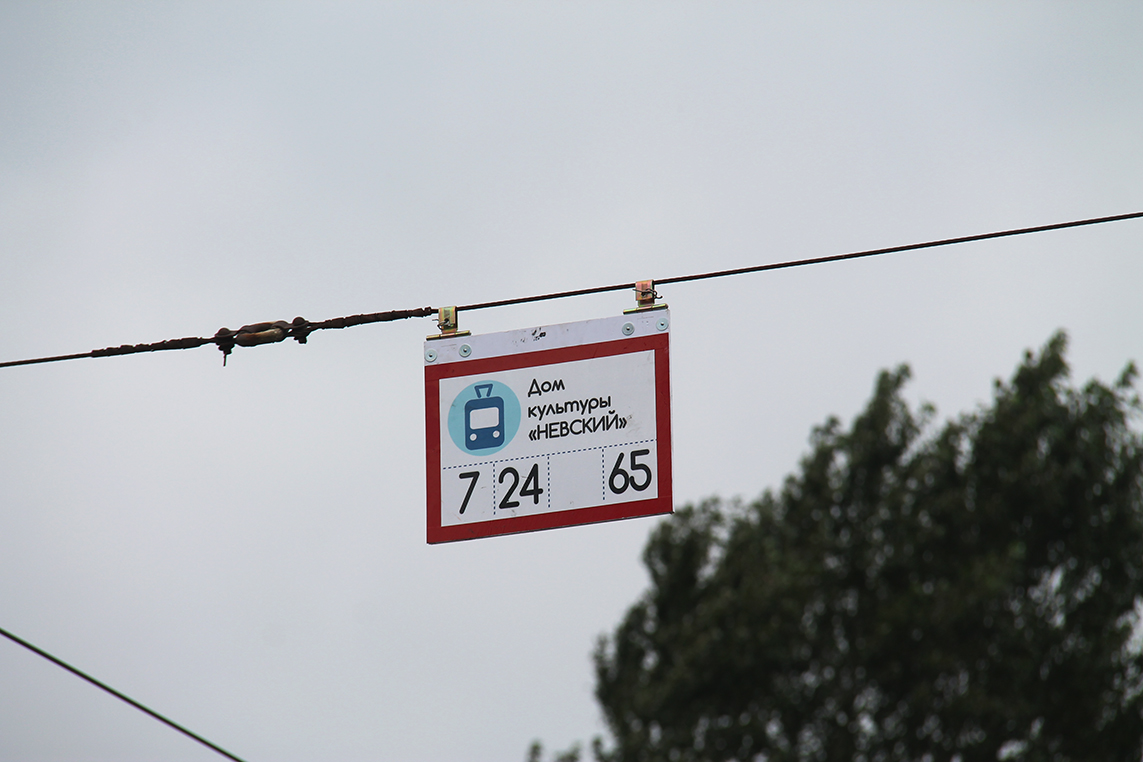 Дом
культуры
«НЕВСКИЙ»
7 24 65